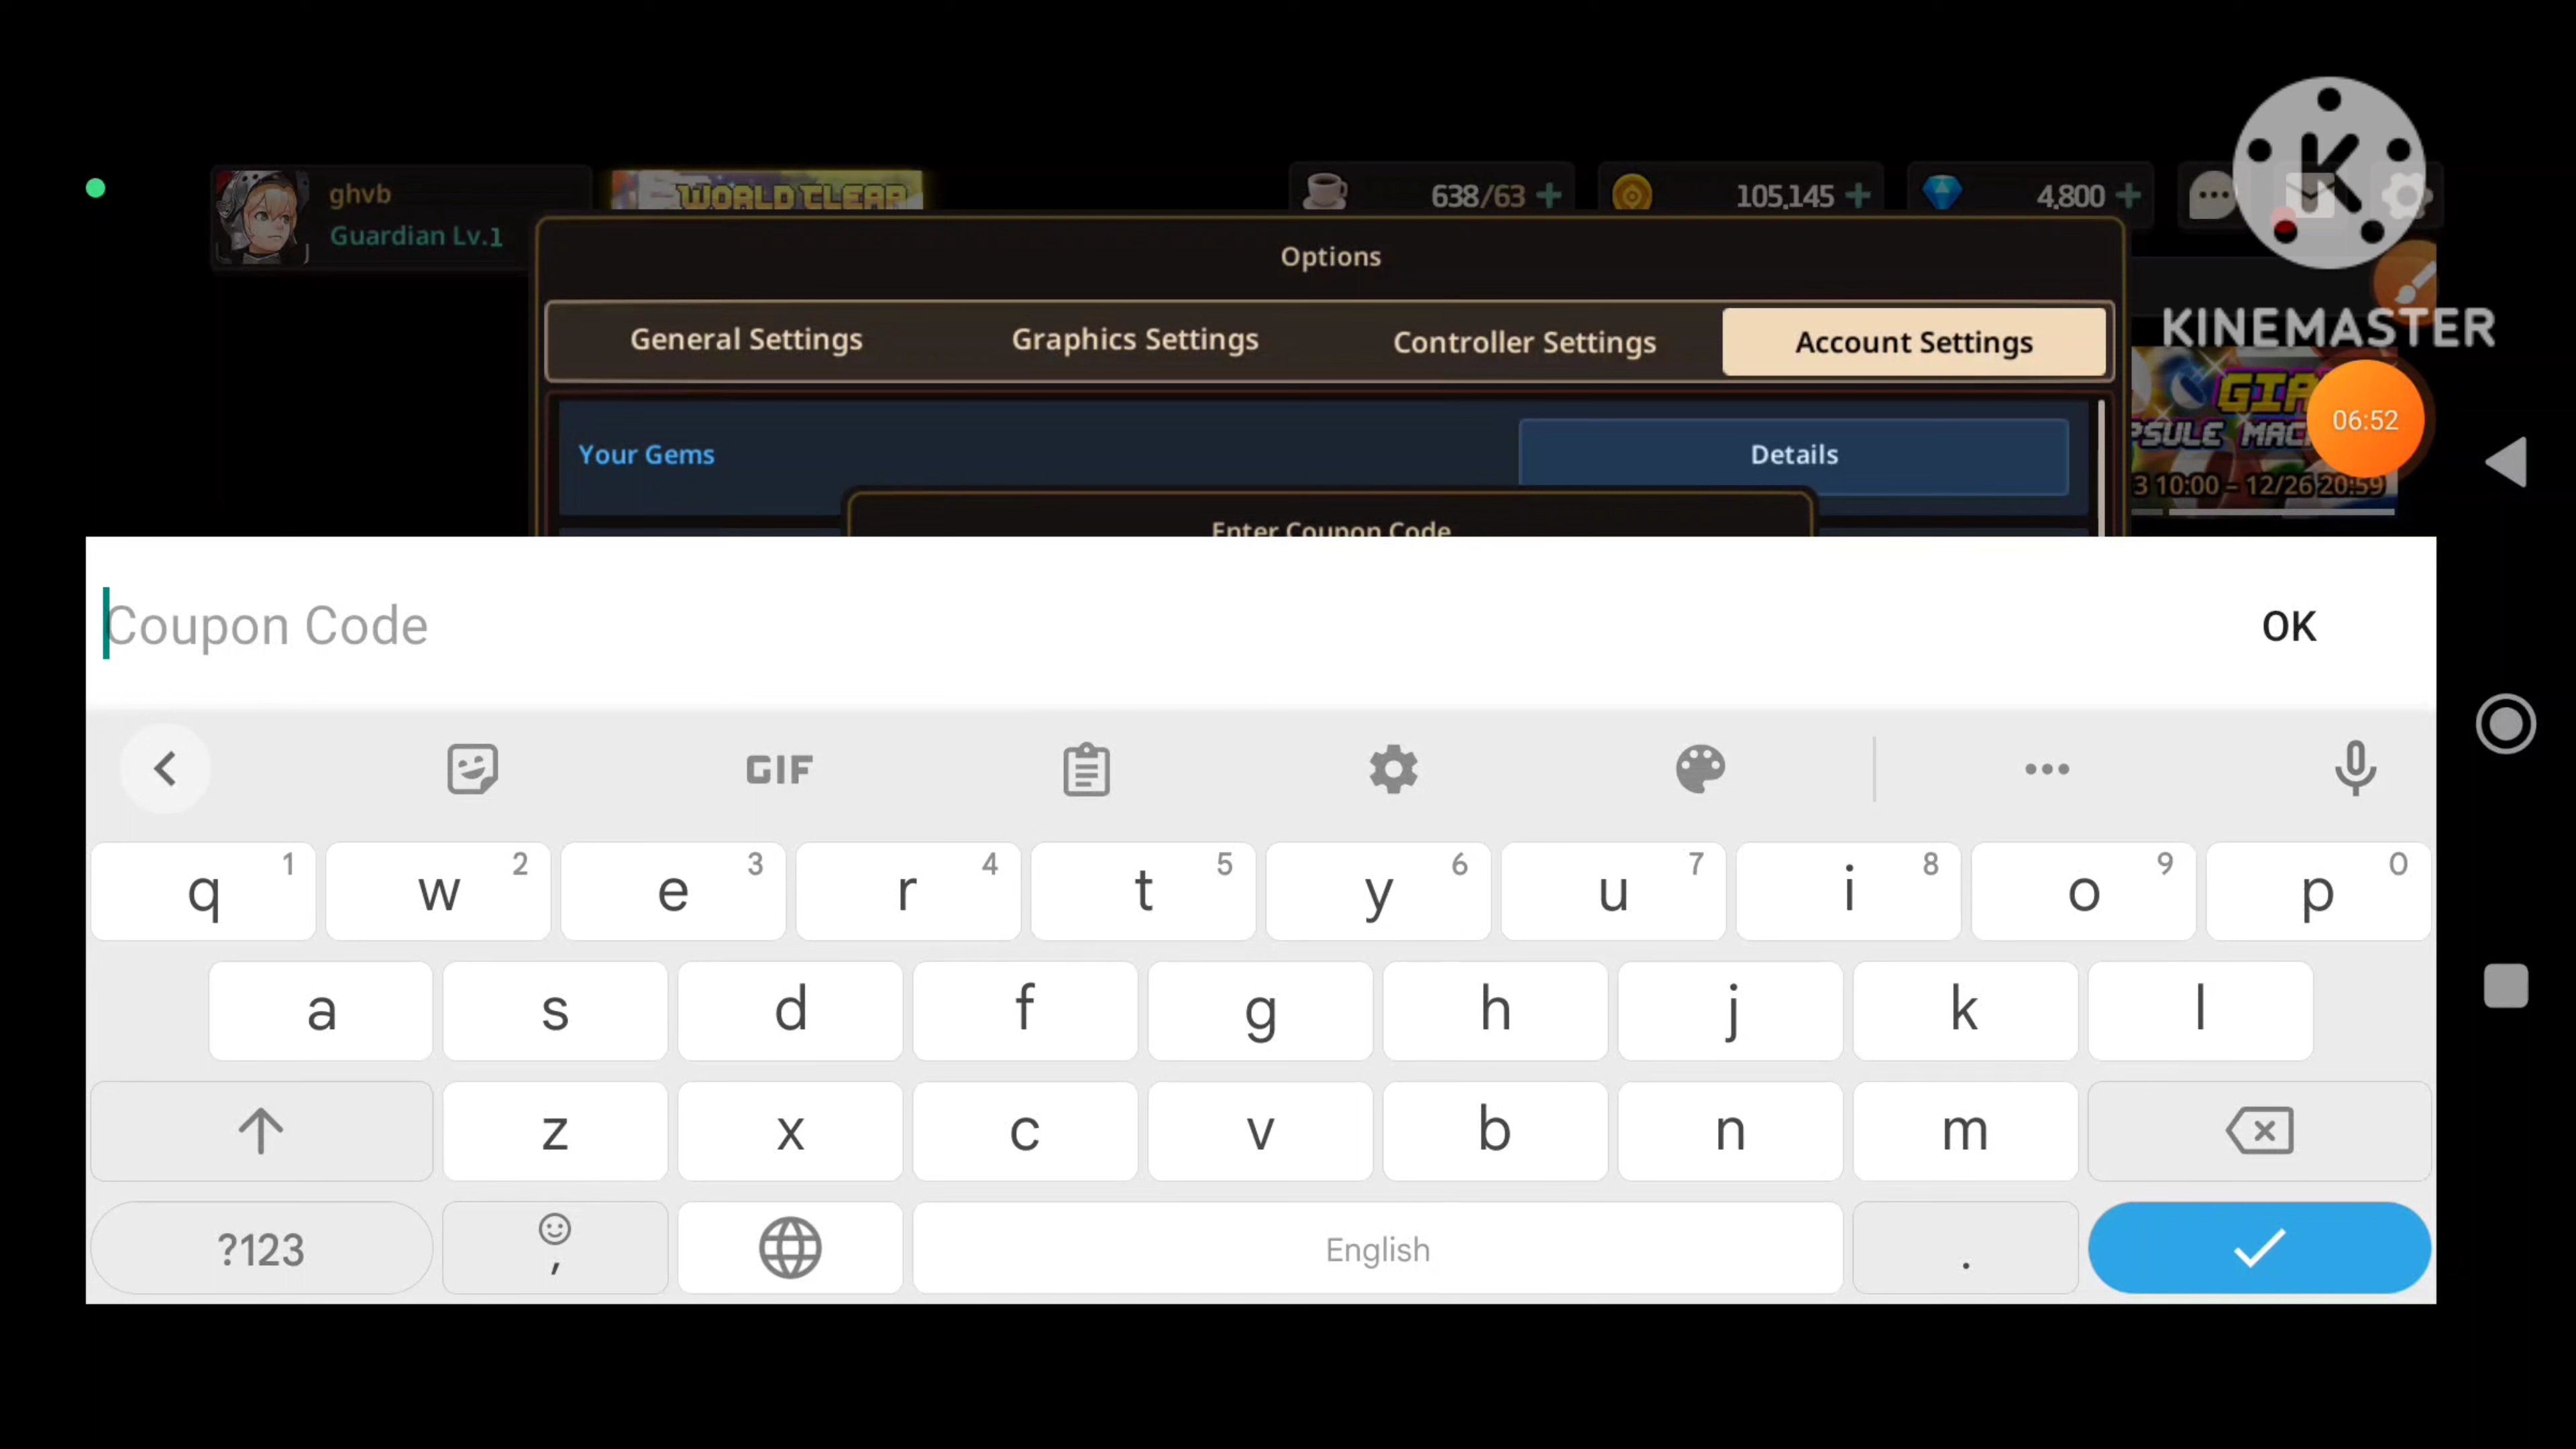 ghvb
Guardian Lv.1
WORLD CLEAR
638/63
105,145
4,800
K
KINEMASTER
Options
General Settings
Graphics Settings
Controller Settings
Account Settings
06:52
Your Gems
Details
3 10:00 – 12/26 20:59
Enter Coupon Code
Coupon Code
OK
GIF
q 1 w 2 e 3 r 4 t 5 y 6 u 7 i 8 o 9 p 0
a s d f g h j k l
z x c v b n m
?123 , English .